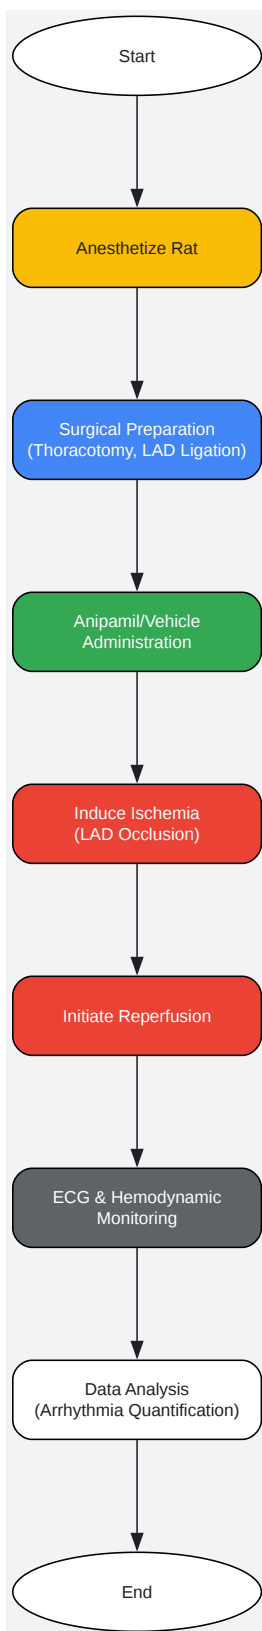 Start
Anesthetize Rat
Surgical Preparation
(Thoracotomy, LAD Ligation)
Anipamil/Vehicle
Administration
Induce Ischemia
(LAD Occlusion)
Initiate Reperfusion
ECG & Hemodynamic
Monitoring
Data Analysis
(Arrhythmia Quantification)
End